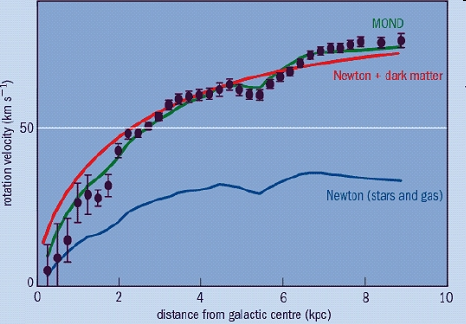 MOND
Newton + dark matter
rotation velocity (km s⁻¹)
50
Newton (stars and gas)
0
0 2 4 6 8 10
distance from galactic centre (kpc)